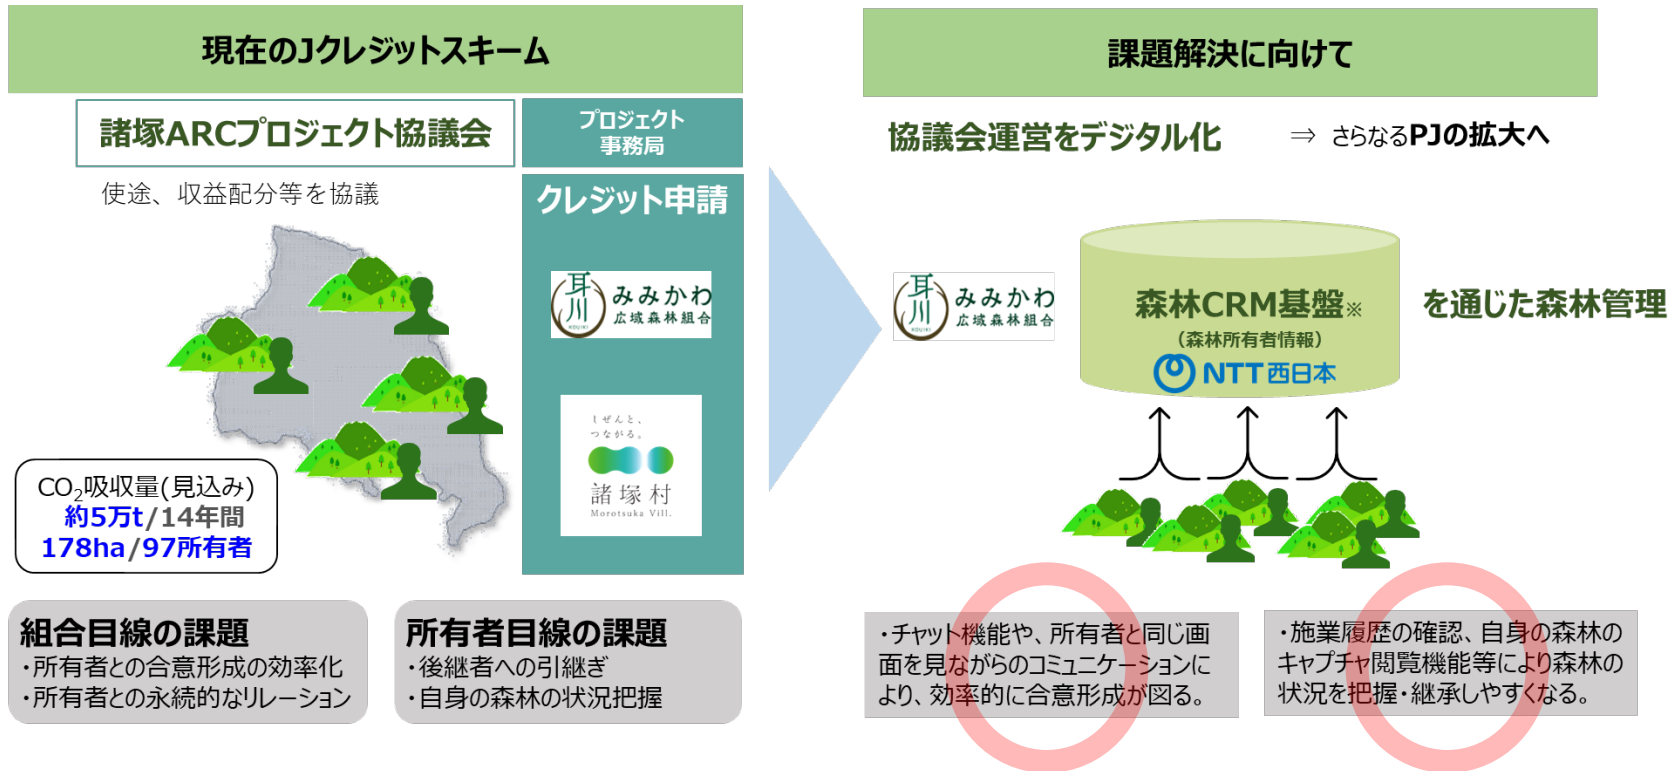 現在のJクレジットスキーム
諸塚ARCプロジェクト協議会
プロジェクト
事務局
使途、収益配分等を協議
クレジット申請
耳川
KOUIKI
みみかわ
広域森林組合
しぜんと、
つながる。
諸塚村
Morotsuka Vill.
CO₂吸収量(見込み)
約5万t/14年間
178ha/97所有者
組合目線の課題
・所有者との合意形成の効率化
・所有者との永続的なリレーション
所有者目線の課題
・後継者への引継ぎ
・自身の森林の状況把握
課題解決に向けて
協議会運営をデジタル化 ⇒ さらなるPJの拡大へ
耳川
KOUIKI
みみかわ
広域森林組合
森林CRM基盤※
(森林所有者情報)
NTT西日本
を通じた森林管理
・チャット機能や、所有者と同じ画
面を見ながらのコミュニケーションに
より、効率的に合意形成が図る。
・施業履歴の確認、自身の森林の
キャプチャ閲覧機能等により森林の
状況を把握・継承しやすくなる。